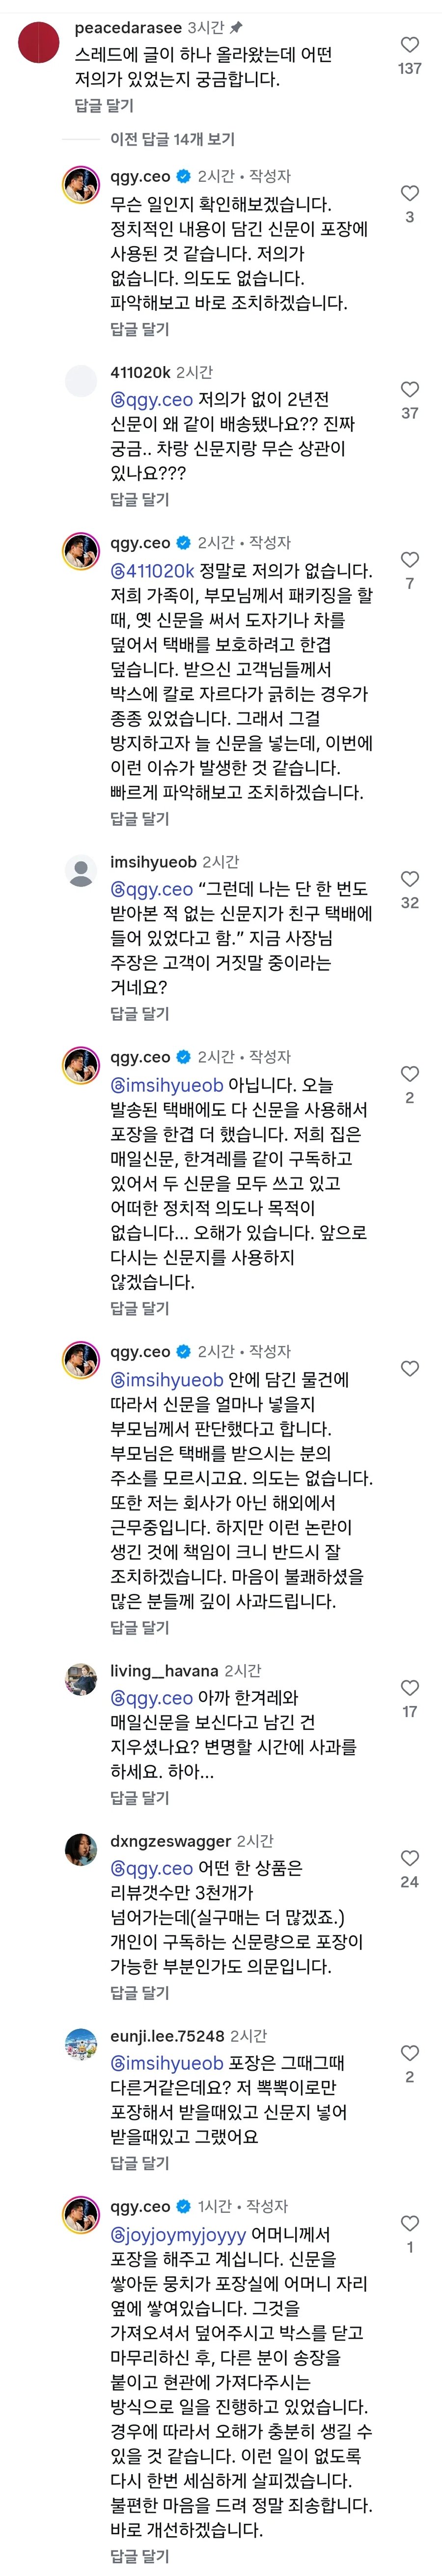 peacedarasee 3시간
스레드에 글이 하나 올라왔는데 어떤
저의가 있었는지 궁금합니다.
137
답글 달기
이전 답글 14개 보기
qgy.ceo 2시간 • 작성자
무슨 일인지 확인해보겠습니다.
정치적인 내용이 담긴 신문이 포장에
사용된 것 같습니다. 저의가
없습니다. 의도도 없습니다.
파악해보고 바로 조치하겠습니다.
3
답글 달기
411020k 2시간
@qgy.ceo 저의가 없이 2년전
신문이 왜 같이 배송됐나요?? 진짜
궁금.. 차랑 신문지랑 무슨 상관이
있나요???
37
답글 달기
qgy.ceo 2시간 • 작성자
@411020k 정말로 저의가 없습니다.
저희 가족이, 부모님께서 패키징을 할
때, 옛 신문을 써서 도자기나 차를
덮어서 택배를 보호하려고 한겹
덮습니다. 받으신 고객님들께서
박스에 칼로 자르다가 긁히는 경우가
종종 있었습니다. 그래서 그걸
방지하고자 늘 신문을 넣는데, 이번에
이런 이슈가 발생한 것 같습니다.
빠르게 파악해보고 조치하겠습니다.
7
답글 달기
imsihyueob 2시간
@qgy.ceo “그런데 나는 단 한 번도
받아본 적 없는 신문지가 친구 택배에
들어 있었다고 함.” 지금 사장님
주장은 고객이 거짓말 중이라는
거네요?
32
답글 달기
qgy.ceo 2시간 • 작성자
@imsihyueob 아닙니다. 오늘
발송된 택배에도 다 신문을 사용해서
포장을 한겹 더 했습니다. 저희 집은
매일신문, 한겨레를 같이 구독하고
있어서 두 신문을 모두 쓰고 있고
어떠한 정치적 의도나 목적이
없습니다... 오해가 있습니다. 앞으로
다시는 신문지를 사용하지
않겠습니다.
2
답글 달기
qgy.ceo 2시간 • 작성자
@imsihyueob 안에 담긴 물건에
따라서 신문을 얼마나 넣을지
부모님께서 판단했다고 합니다.
부모님은 택배를 받으시는 분의
주소를 모르시고요. 의도는 없습니다.
또한 저는 회사가 아닌 해외에서
근무중입니다. 하지만 이런 논란이
생긴 것에 책임이 크니 반드시 잘
조치하겠습니다. 마음이 불쾌하셨을
많은 분들께 깊이 사과드립니다.
답글 달기
living__havana 2시간
@qgy.ceo 아까 한겨레와
매일신문을 보신다고 남긴 건
지우셨나요? 변명할 시간에 사과를
하세요. 하아...
17
답글 달기
dxngzeswagger 2시간
@qgy.ceo 어떤 한 상품은
리뷰갯수만 3천개가
넘어가는데(실구매는 더 많겠죠.)
개인이 구독하는 신문량으로 포장이
가능한 부분인가도 의문입니다.
24
답글 달기
eunji.lee.75248 2시간
@imsihyueob 포장은 그때그때
다른거같은데요? 저 뽁뽁이로만
포장해서 받을때있고 신문지 넣어
받을때있고 그랬어요
2
답글 달기
qgy.ceo 1시간 • 작성자
@joyjoymyjoyyy 어머니께서
포장을 해주고 계십니다. 신문을
쌓아둔 뭉치가 포장실에 어머니 자리
옆에 쌓여있습니다. 그것을
가져오셔서 덮어주시고 박스를 닫고
마무리하신 후, 다른 분이 송장을
붙이고 현관에 가져다주시는
방식으로 일을 진행하고 있었습니다.
경우에 따라서 오해가 충분히 생길 수
있을 것 같습니다. 이런 일이 없도록
다시 한번 세심하게 살피겠습니다.
불편한 마음을 드려 정말 죄송합니다.
바로 개선하겠습니다.
1
답글 달기